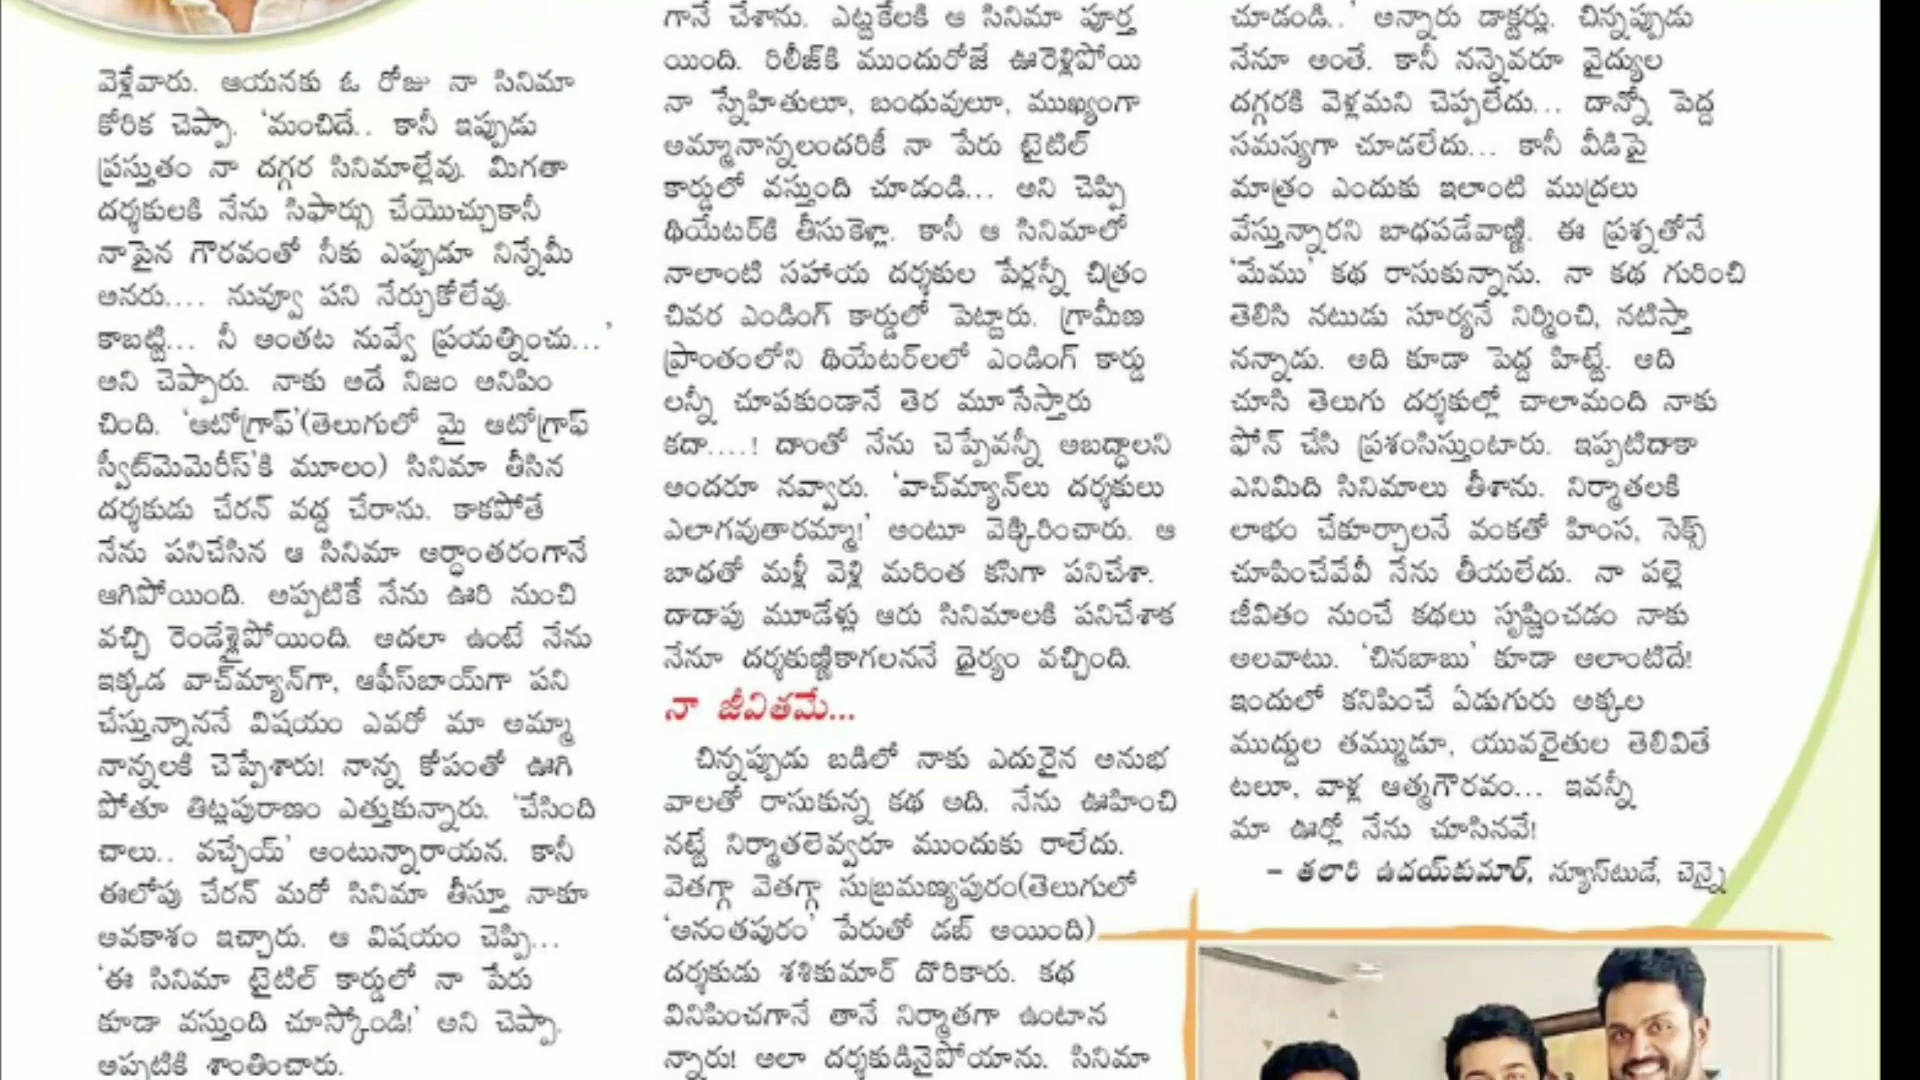 వెళ్లేవారు. ఆయనకు ఓ రోజు నా సినిమా
కోరిక చెప్పా. ‘మంచిదే.. కానీ ఇప్పుడు
ప్రస్తుతం నా దగ్గర సినిమాల్లేవు. మిగతా
దర్శకులకి నేను సిఫార్సు చేయొచ్చుకానీ
నాపైన గౌరవంతో నీకు ఎప్పుడూ నిన్నేమీ
అనరు.... నువ్వూ పని నేర్చుకోలేవు.
కాబట్టి... నీ అంతట నువ్వే ప్రయత్నించు...’
అని చెప్పారు. నాకు అదే నిజం అనిపిం
చింది. ‘ఆటోగ్రాఫ్’(తెలుగులో మై ఆటోగ్రాఫ్
స్వీట్‌మెమెరీస్‌’కి మూలం) సినిమా తీసిన
దర్శకుడు చేరన్ వద్ద చేరాను. కాకపోతే
నేను పనిచేసిన ఆ సినిమా ఆర్ధాంతరంగానే
ఆగిపోయింది. అప్పటికే నేను ఊరి నుంచి
వచ్చి రెండేళ్లైపోయింది. అదలా ఉంటే నేను
ఇక్కడ వాచ్‌మ్యాన్‌గా, ఆఫీస్‌బాయ్‌గా పని
చేస్తున్నాననే విషయం ఎవరో మా అమ్మా
నాన్నలకి చెప్పేశారు! నాన్న కోపంతో ఊగి
పోతూ తిట్లపురాణం ఎత్తుకున్నారు. ‘చేసింది
చాలు.. వచ్చేయ్’ అంటున్నారాయన. కానీ
ఈలోపు చేరన్ మరో సినిమా తీస్తూ నాకూ
అవకాశం ఇచ్చారు. ఆ విషయం చెప్పి...
‘ఈ సినిమా టైటిల్ కార్డులో నా పేరు
కూడా వస్తుంది చూస్కోండి!’ అని చెప్పా.
అప్పటికి శాంతించారు.
గానే చేశాను. ఎట్టకేలకి ఆ సినిమా పూర్త
యింది. రిలీజ్‌కి ముందురోజే ఊరెళ్లిపోయి
నా స్నేహితులూ, బంధువులూ, ముఖ్యంగా
అమ్మానాన్నలందరికీ నా పేరు టైటిల్
కార్డులో వస్తుంది చూడండి... అని చెప్పి
థియేటర్‌కి తీసుకెళ్లా. కానీ ఆ సినిమాలో
నాలాంటి సహాయ దర్శకుల పేర్లన్నీ చిత్రం
చివర ఎండింగ్ కార్డులో పెట్టారు. గ్రామీణ
ప్రాంతంలోని థియేటర్‌లలో ఎండింగ్ కార్డు
లన్నీ చూపకుండానే తెర మూసేస్తారు
కదా....! దాంతో నేను చెప్పేవన్నీ అబద్ధాలని
అందరూ నవ్వారు. ‘వాచ్‌మ్యాన్‌లు దర్శకులు
ఎలాగవుతారమ్మా!’ అంటూ వెక్కిరించారు. ఆ
బాధతో మళ్లీ వెళ్లి మరింత కసిగా పనిచేశా.
దాదాపు మూడేళ్లు ఆరు సినిమాలకి పనిచేశాక
నేనూ దర్శకుణ్ణికాగలననే ధైర్యం వచ్చింది.
నా జీవితమే...
చిన్నప్పుడు బడిలో నాకు ఎదురైన అనుభ
వాలతో రాసుకున్న కథ అది. నేను ఊహించి
నట్టే నిర్మాతలెవ్వరూ ముందుకు రాలేదు.
వెతగ్గా వెతగ్గా సుబ్రమణ్యపురం(తెలుగులో
‘అనంతపురం’ పేరుతో డబ్ అయింది)
దర్శకుడు శశికుమార్ దొరికారు. కథ
వినిపించగానే తానే నిర్మాతగా ఉంటాన
న్నారు! అలా దర్శకుడినైపోయాను. సినిమా
చూడండి..’ అన్నారు డాక్టర్లు. చిన్నప్పుడు
నేనూ అంతే. కానీ నన్నెవరూ వైద్యుల
దగ్గరకి వెళ్లమని చెప్పలేదు... దాన్నో పెద్ద
సమస్యగా చూడలేదు... కానీ వీడిపై
మాత్రం ఎందుకు ఇలాంటి ముద్రలు
వేస్తున్నారని బాధపడేవాణ్ణి. ఈ ప్రశ్నతోనే
‘మేము’ కథ రాసుకున్నాను. నా కథ గురించి
తెలిసి నటుడు సూర్యనే నిర్మించి, నటిస్తా
నన్నాడు. అది కూడా పెద్ద హిట్టే. ఆది
చూసి తెలుగు దర్శకుల్లో చాలామంది నాకు
ఫోన్ చేసి ప్రశంసిస్తుంటారు. ఇప్పటిదాకా
ఎనిమిది సినిమాలు తీశాను. నిర్మాతలకి
లాభం చేకూర్చాలనే వంకతో హింస, సెక్స్
చూపించేవేవీ నేను తీయలేదు. నా పల్లె
జీవితం నుంచే కథలు సృష్టించడం నాకు
అలవాటు. ‘చినబాబు’ కూడా అలాంటిదే!
ఇందులో కనిపించే ఏడుగురు అక్కల
ముద్దుల తమ్ముడూ, యువరైతుల తెలివితే
టలూ, వాళ్ల ఆత్మగౌరవం... ఇవన్నీ
మా ఊర్లో నేను చూసినవే!
– తలారి ఉదయ్‌కుమార్, న్యూస్‌టుడే, చెన్నై